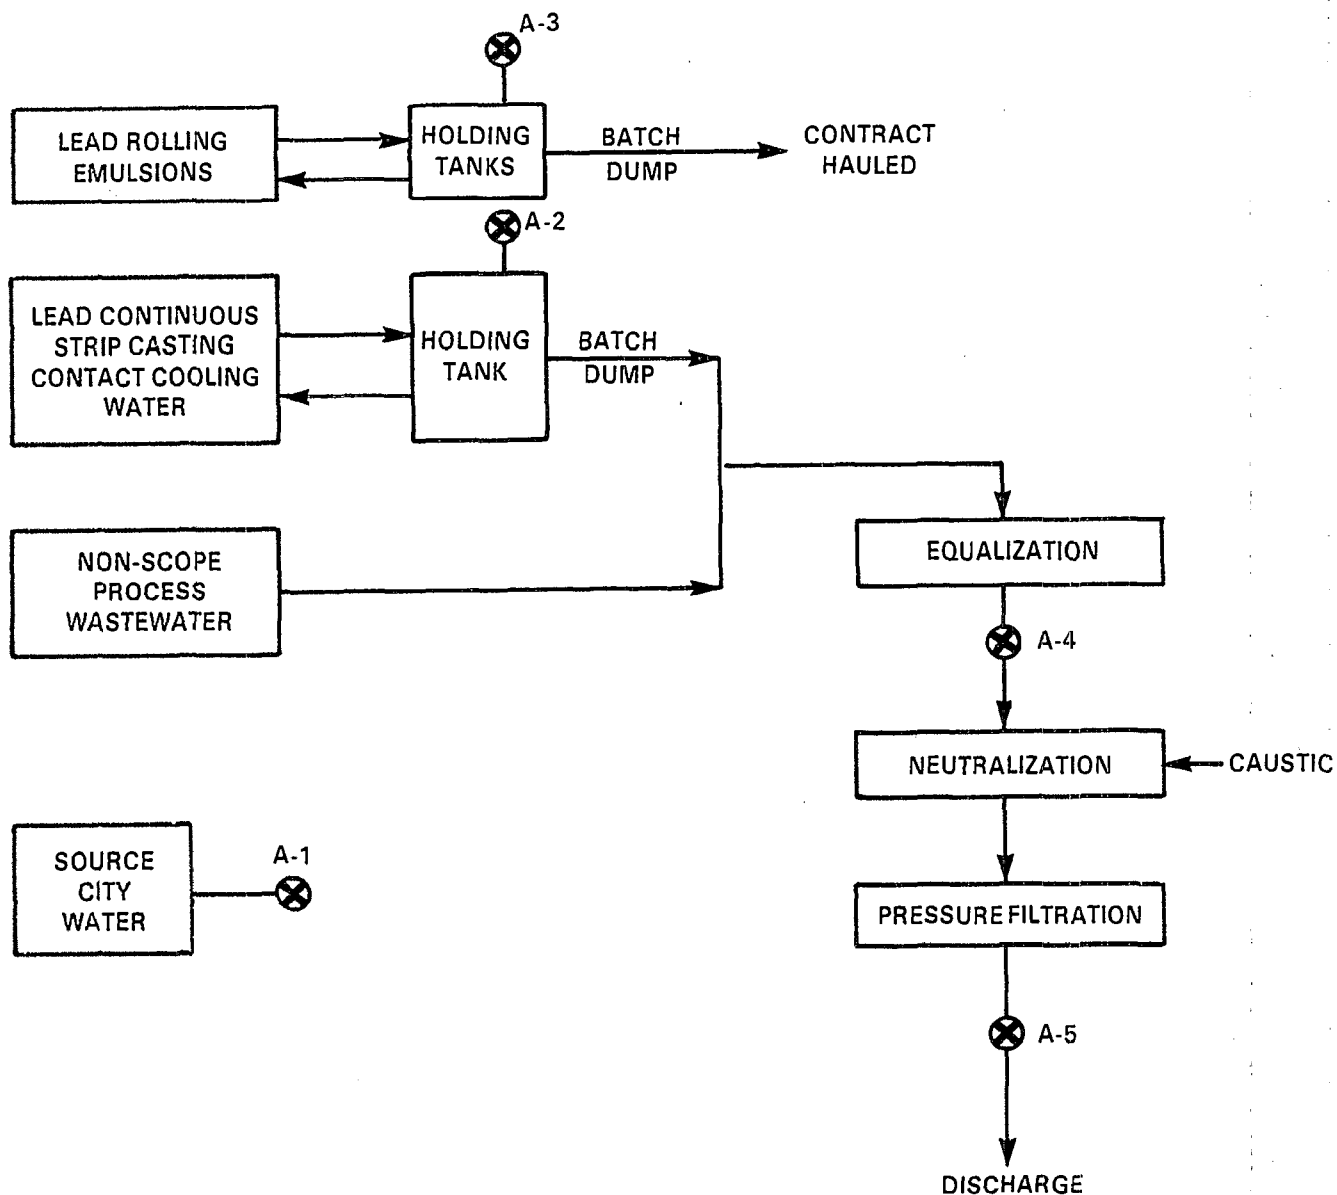 A-3
LEAD ROLLING
EMULSIONS
HOLDING
TANKS
BATCH
DUMP
CONTRACT
HAULED
A-2
LEAD CONTINUOUS
STRIP CASTING
CONTACT COOLING
WATER
HOLDING
TANK
BATCH
DUMP
NON-SCOPE
PROCESS
WASTEWATER
EQUALIZATION
A-4
NEUTRALIZATION
CAUSTIC
SOURCE
CITY
WATER
A-1
PRESSURE FILTRATION
A-5
DISCHARGE